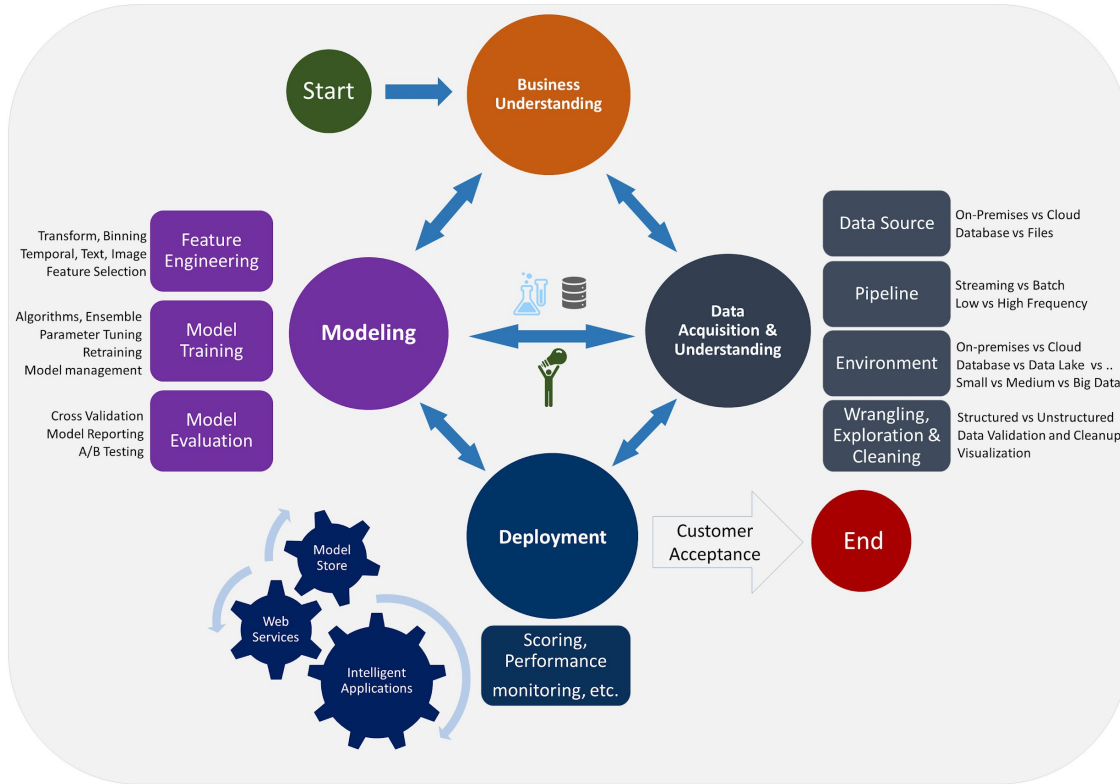 Start
Business
Understanding
Transform, Binning
Temporal, Text, Image
Feature Selection
Feature
Engineering
Algorithms, Ensemble
Parameter Tuning
Retraining
Model management
Model
Training
Cross Validation
Model Reporting
A/B Testing
Model
Evaluation
Modeling
Data
Acquisition &
Understanding
Data Source
On-Premises vs Cloud
Database vs Files
Pipeline
Streaming vs Batch
Low vs High Frequency
Environment
On-premises vs Cloud
Database vs Data Lake vs ..
Small vs Medium vs Big Data
Wrangling,
Exploration &
Cleaning
Structured vs Unstructured
Data Validation and Cleanup
Visualization
Deployment
Customer
Acceptance
End
Model
Store
Web
Services
Intelligent
Applications
Scoring,
Performance
monitoring, etc.